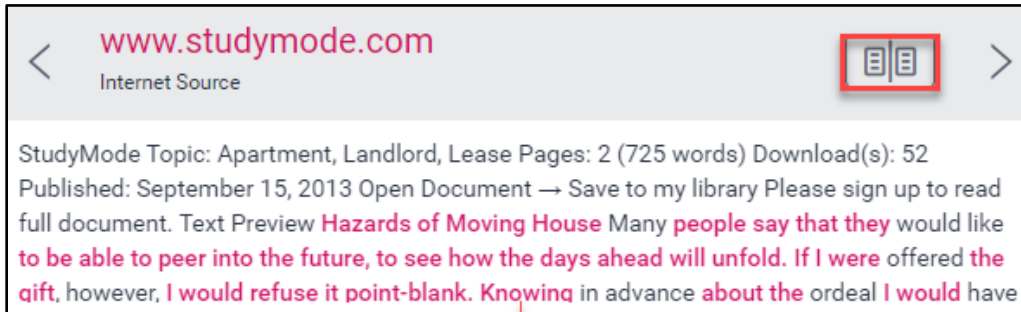 www.studymode.com
Internet Source
StudyMode Topic: Apartment, Landlord, Lease Pages: 2 (725 words) Download(s): 52
Published: September 15, 2013 Open Document → Save to my library Please sign up to read
full document. Text Preview Hazards of Moving House Many people say that they would like
to be able to peer into the future, to see how the days ahead will unfold. If I were offered the
gift, however, I would refuse it point-blank. Knowing in advance about the ordeal I would have